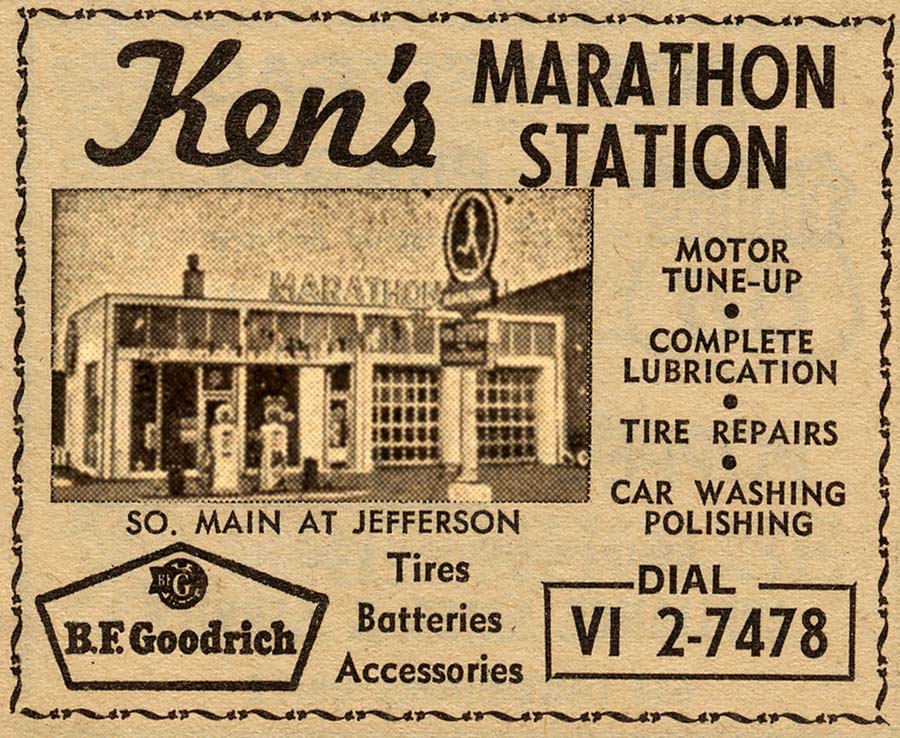 Ken's
MARATHON
STATION
MARATHON
MOTOR
TUNE-UP
COMPLETE
LUBRICATION
TIRE REPAIRS
CAR WASHING
POLISHING
SO. MAIN AT JEFFERSON
B.F. Goodrich
Tires
Batteries
Accessories
DIAL
VI 2-7478